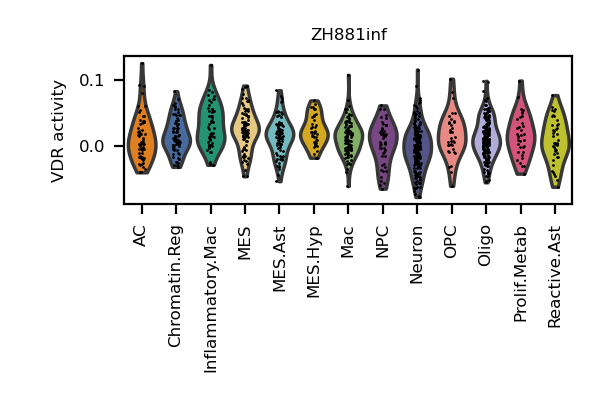 ZH881inf
VDR activity
0.1
0.0
AC
Chromatin.Reg
Inflammatory.Mac
MES
MES.Ast
MES.Hyp
Mac
NPC
Neuron
OPC
Oligo
Prolif.Metab
Reactive.Ast